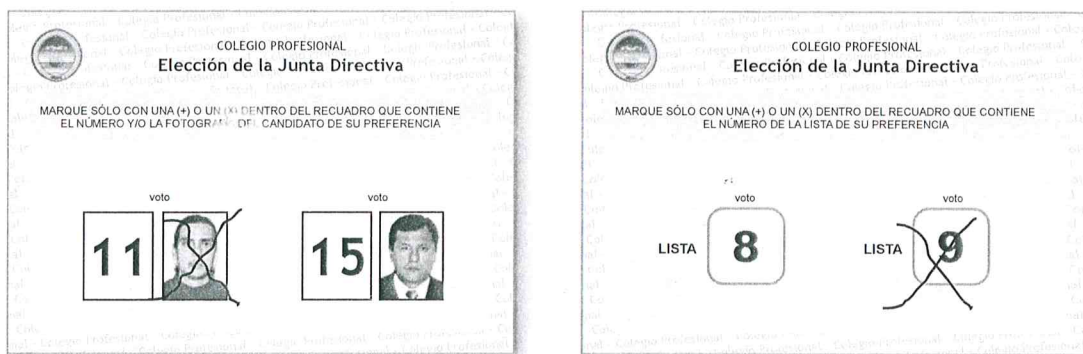 COLEGIO PROFESIONAL
Elección de la Junta Directiva
MARQUE SÓLO CON UNA (+) O UN (X) DENTRO DEL RECUADRO QUE CONTIENE
EL NÚMERO Y/O LA FOTOGRAFÍA DEL CANDIDATO DE SU PREFERENCIA
voto
voto
11
15
COLEGIO PROFESIONAL
Elección de la Junta Directiva
MARQUE SÓLO CON UNA (+) O UN (X) DENTRO DEL RECUADRO QUE CONTIENE
EL NÚMERO DE LA LISTA DE SU PREFERENCIA
voto
voto
LISTA 8
LISTA 9